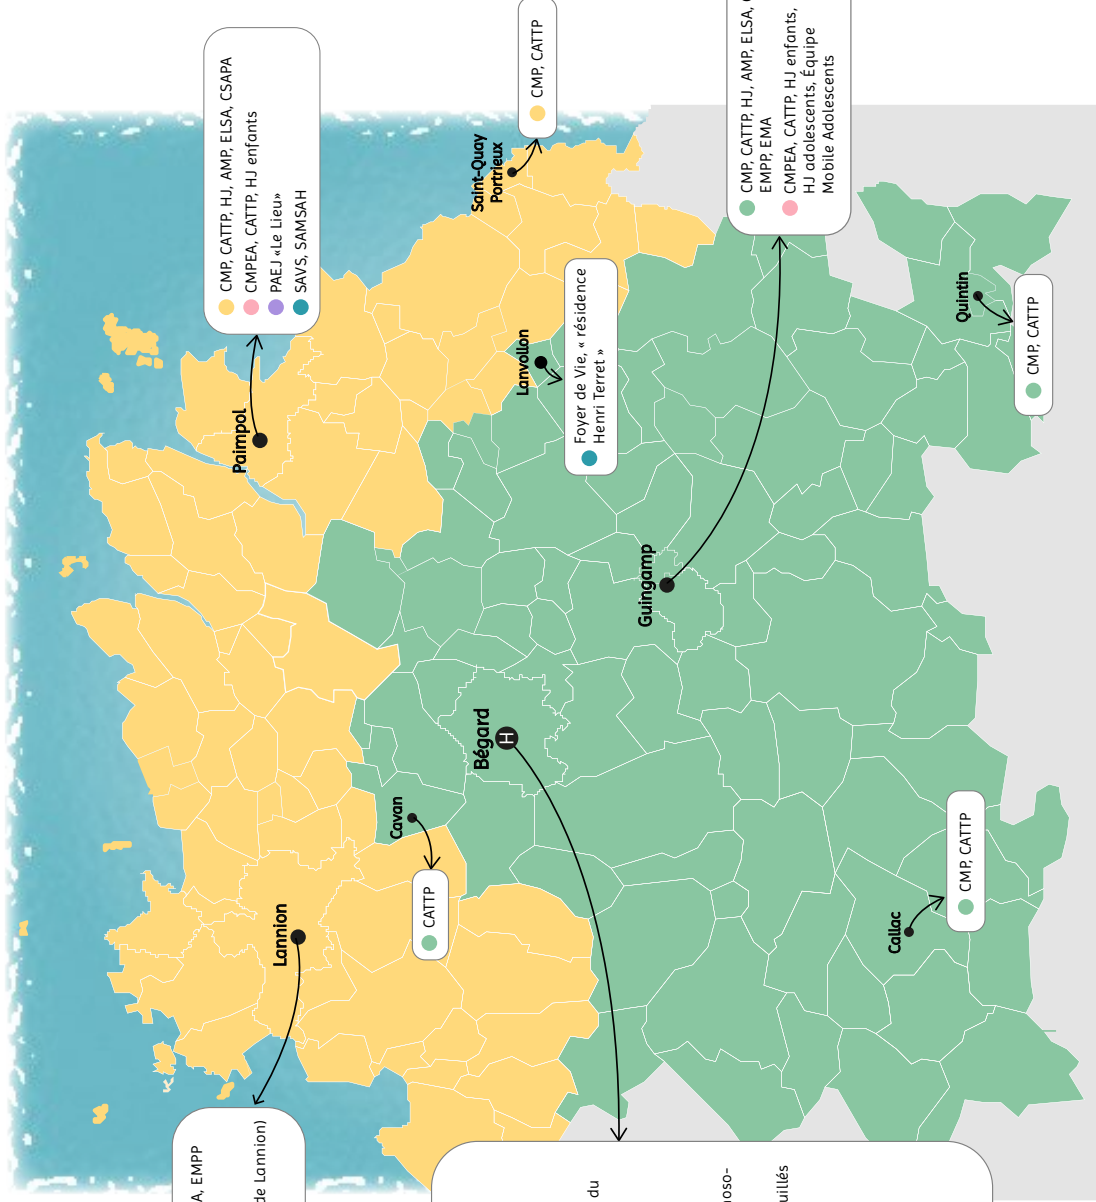 CMP, CATTP, HJ, AMP, ELSA, CSAPA
CMPEA, CATTP, HJ enfants
PAEJ «Le Lieu»
SAVS, SAMSAH
Paimpol
CMP, CATTP
Saint-Quay
Portrieux
CMP, CATTP, HJ, AMP, ELSA,
EMPP, EMA
CMPEA, CATTP, HJ enfants,
HJ adolescents, Équipe
Mobile Adolescents
Lanvollon
Foyer de Vie, « résidence
Henri Terret »
Quintin
CMP, CATTP
Guingamp
Bégard
H
Cavan
CATTP
Lannion
Callac
CMP, CATTP
A, EMPP
de Lannion)
du
noso-
uillés